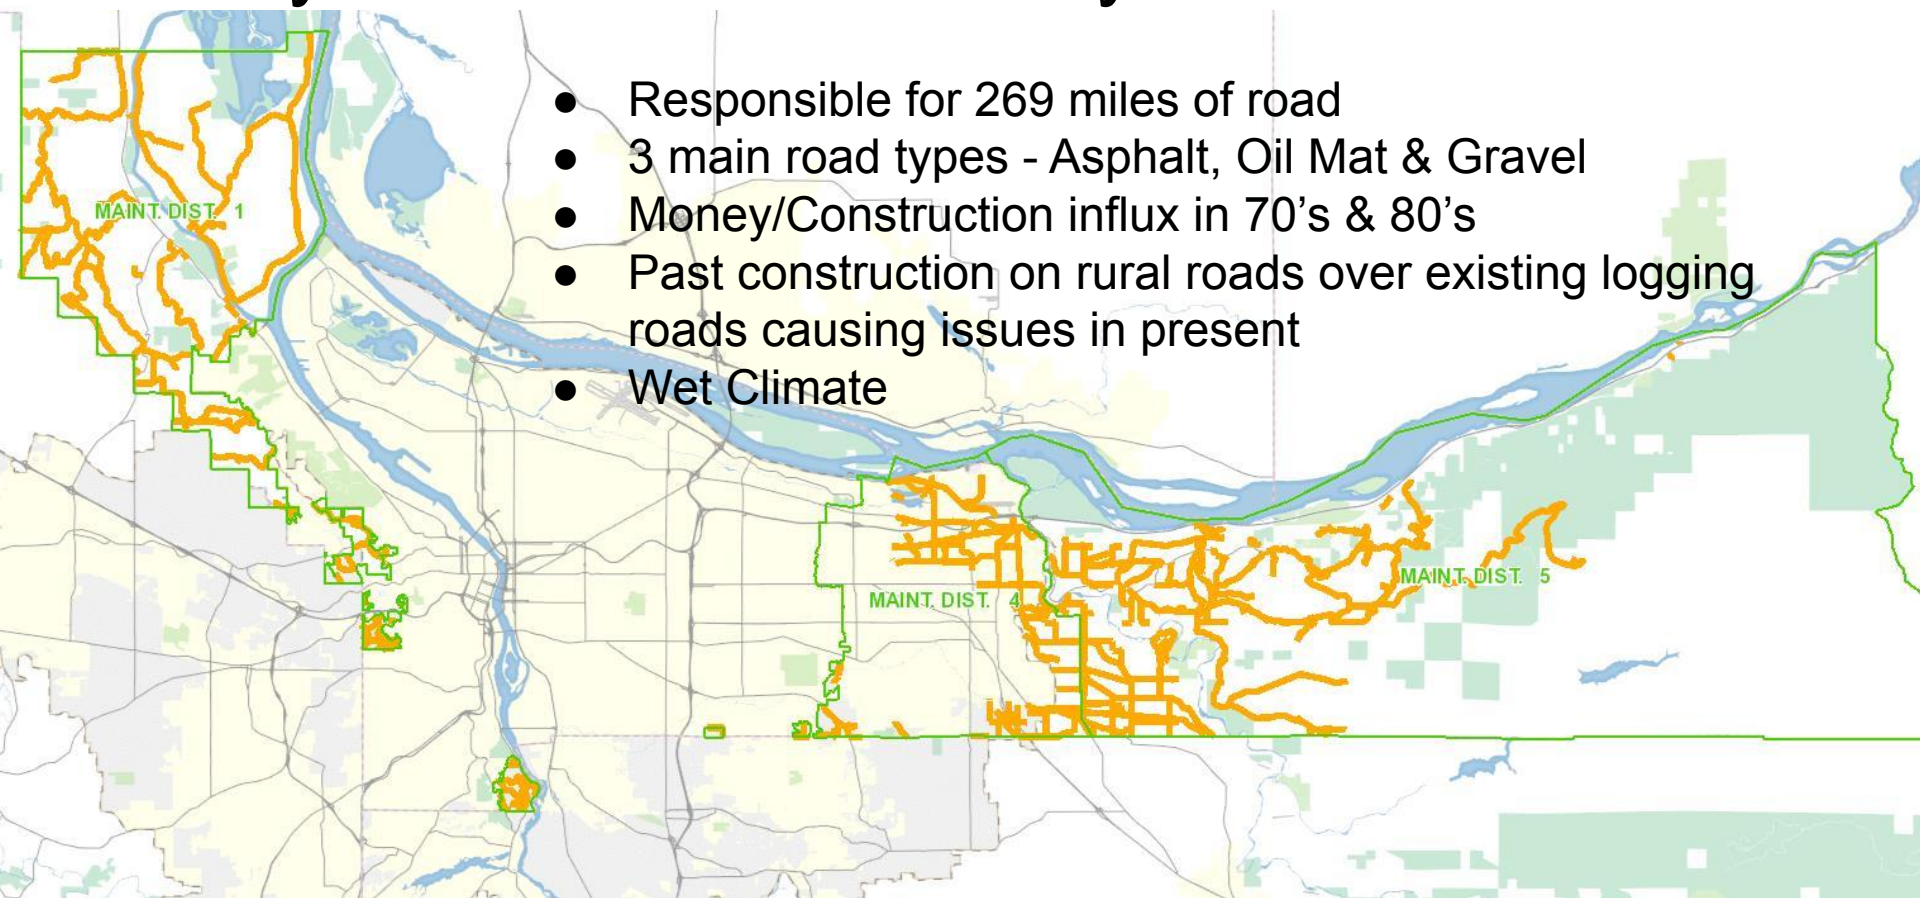 ● Responsible for 269 miles of road
● 3 main road types - Asphalt, Oil Mat & Gravel
● Money/Construction influx in 70’s & 80’s
● Past construction on rural roads over existing logging
roads causing issues in present
● Wet Climate
MAINT. DIST. 1
MAINT. DIST. 4
MAINT. DIST. 5